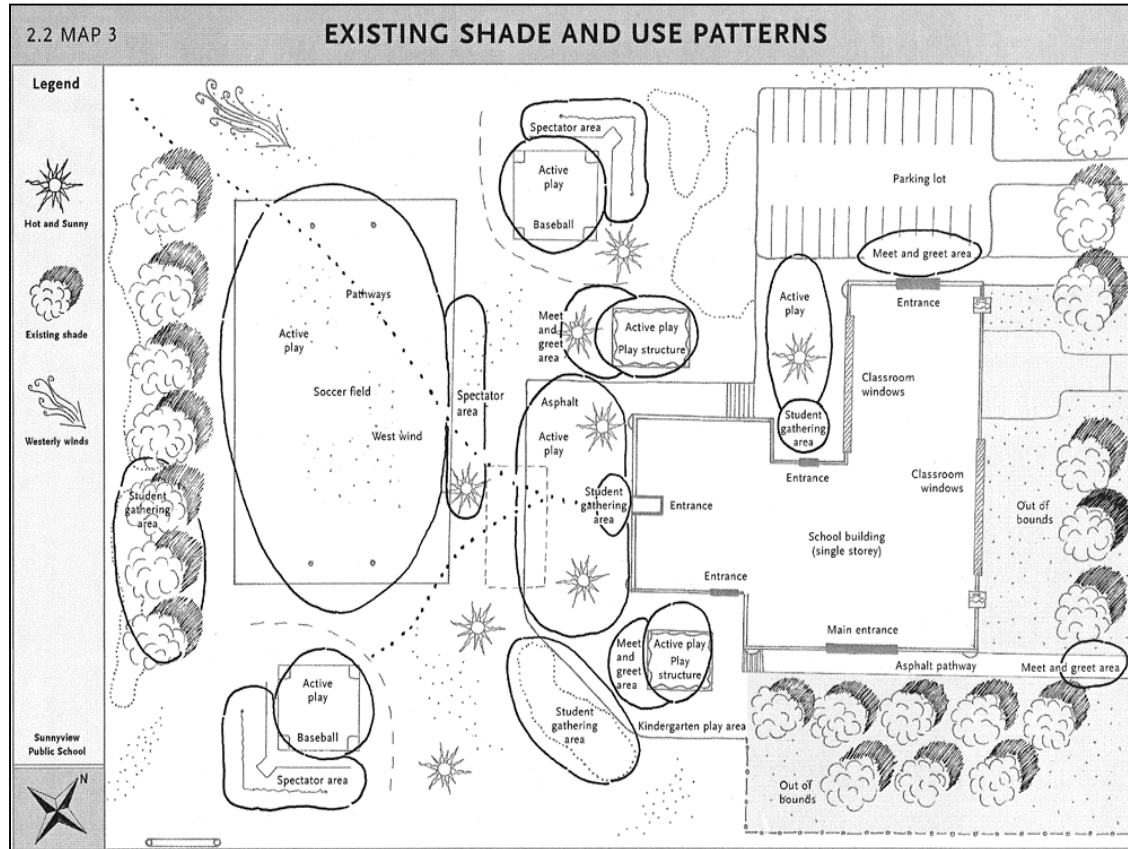 2.2 MAP 3
EXISTING SHADE AND USE PATTERNS
Legend
Hot and Sunny
Existing shade
Westerly winds
Sunnyview
Public School
N
Spectator area
Active
play
Baseball
Parking lot
Meet and greet area
Entrance
Pathways
Active
play
Soccer field
West wind
Spectator
area
Meet
and
greet
area
Active play
Play structure
Active
play
Student
gathering
area
Entrance
Classroom
windows
Classroom
windows
Asphalt
Active
play
Student
gathering
area
Entrance
Student
gathering
area
School building
(single storey)
Out of
bounds
Entrance
Main entrance
Asphalt pathway
Meet and greet area
Meet
and
greet
area
Active play
Play
structure
Student
gathering
area
Kindergarten play area
Active
play
Baseball
Spectator area
Out of
bounds